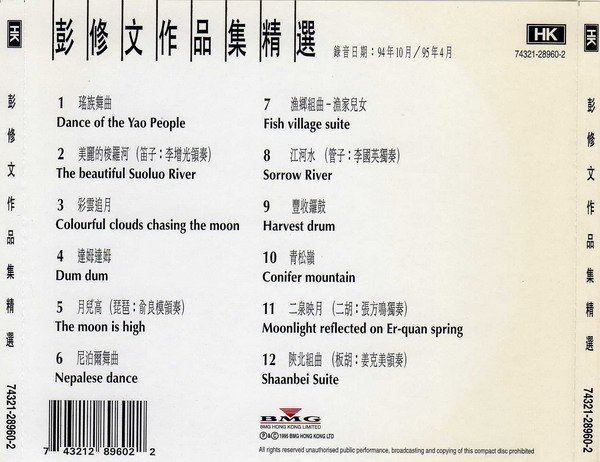 HK
彭修文作品集精選
錄音日期：94年10月／95年4月
HK
74321-28960-2
HK
1 瑤族舞曲
Dance of the Yao People
2 美麗的梭羅河（笛子：李增光領奏）
The beautiful Suoluo River
3 彩雲追月
Colourful clouds chasing the moon
4 達姆達姆
Dum dum
5 月兒高（琵琶：俞良模領奏）
The moon is high
6 尼泊爾舞曲
Nepalese dance
7 漁鄉組曲－漁家兒女
Fish village suite
8 江河水（管子：李國英獨奏）
Sorrow River
9 豐收鑼鼓
Harvest drum
10 青松嶺
Conifer mountain
11 二泉映月（二胡：張方鳴獨奏）
Moonlight reflected on Er-quan spring
12 陝北組曲（板胡：姜克美領奏）
Shaanbei Suite
彭修文作品集精選
74321-28960-2
彭修文作品集精選
74321-28960-2
7 43212 89602 2
BMG
BMG HONG KONG LIMITED
℗&© 1995 BMG HONG KONG LTD
All rights reserved unauthorised public performance, broadcasting and copying of this compact disc prohibited